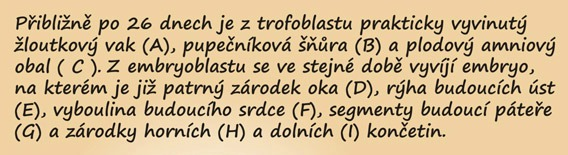 Přibližně po 26 dnech je z trofoblastu prakticky vyvinutý
žloutkový vak (A), pupečníková šňůra (B) a plodový amniový
obal ( C ). Z embryoblastu se ve stejné době vyvíjí embryo,
na kterém je již patrný zárodek oka (D), rýha budoucích úst
(E), vyboulina budoucího srdce (F), segmenty budoucí páteře
(G) a zárodky horních (H) a dolních (I) končetin.